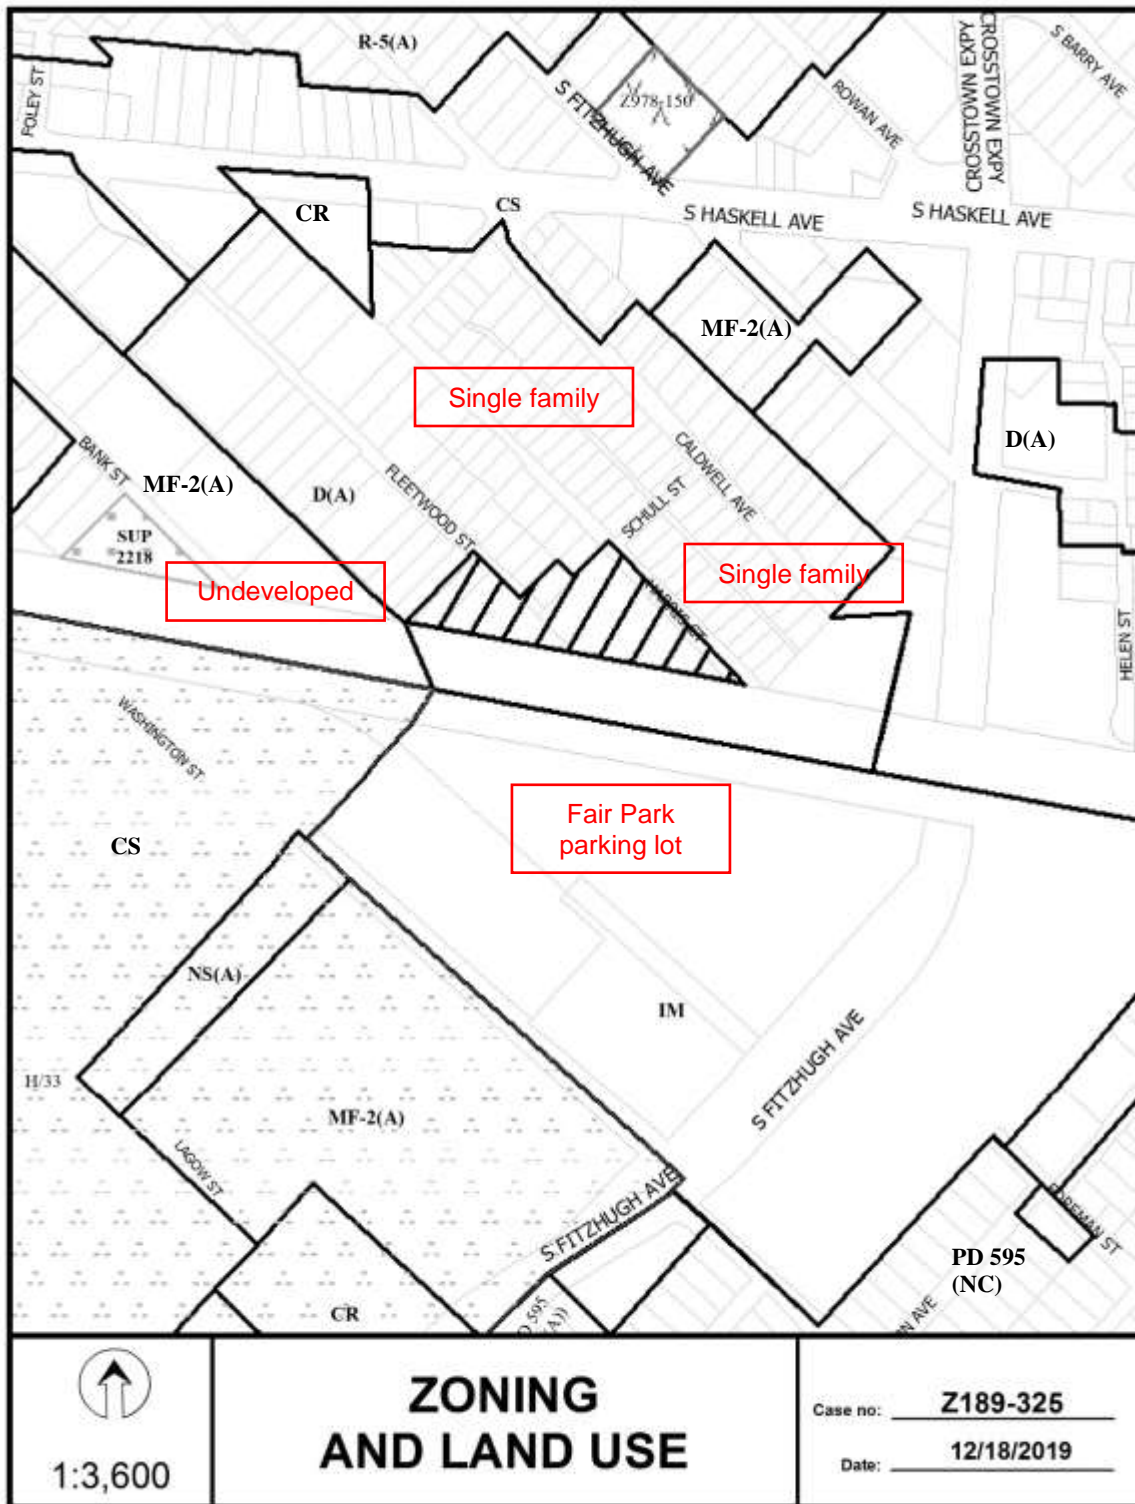 R-5(A)
FOLEY ST
S FITZHUGH AVE
Z978-150
ROWAN AVE
CROSSTOWN EXPY
CROSSTOWN EXPY
S BARRY AVE
CR
CS
S HASKELL AVE
S HASKELL AVE
MF-2(A)
Single family
D(A)
BANK ST
MF-2(A)
D(A)
FLEETWOOD ST
CALDWELL AVE
SCHULL ST
SUP
2218
Undeveloped
Single family
HELEN ST
WASHINGTON ST
Fair Park
parking lot
CS
NS(A)
IM
S FITZHUGH AVE
H/33
MF-2(A)
LAGOW ST
S FITZHUGH AVE
FOREMAN ST
PD 595
(NC)
CR
AVE
1:3,600
ZONING
AND LAND USE
Case no: Z189-325
Date: 12/18/2019